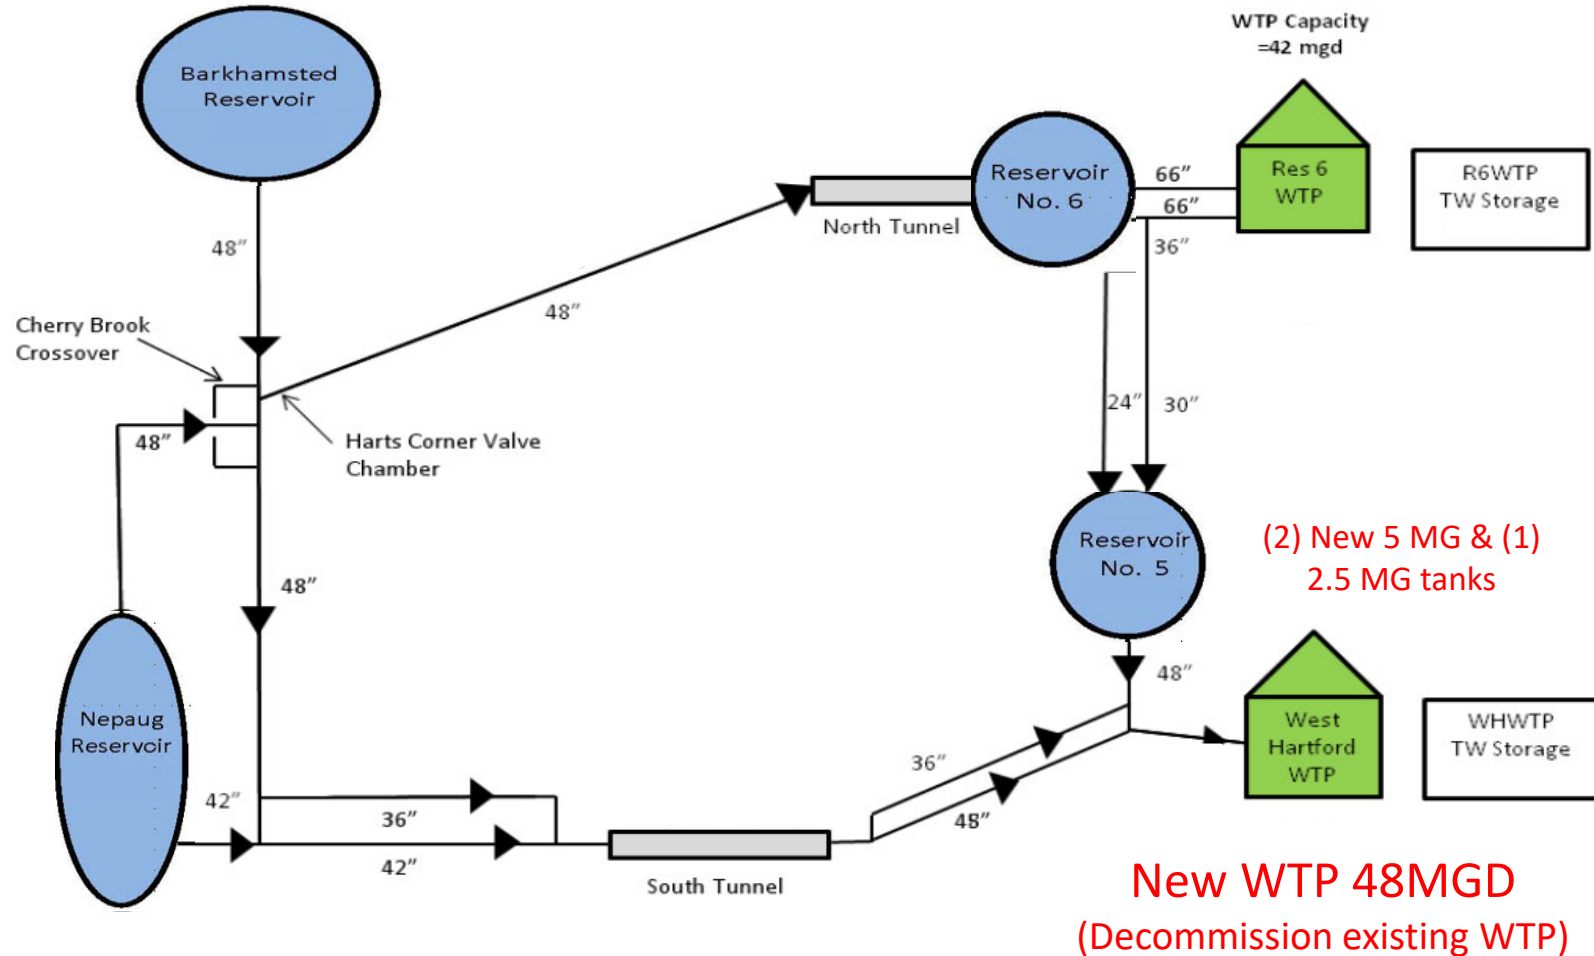 WTP Capacity
=42 mgd
Barkhamsted
Reservoir
Reservoir
No. 6
66”
66”
Res 6
WTP
R6WTP
TW Storage
North Tunnel
36”
48”
48”
Cherry Brook
Crossover
24”
30”
48”
Harts Corner Valve
Chamber
Reservoir
No. 5
(2) New 5 MG & (1)
2.5 MG tanks
48”
48”
Nepaug
Reservoir
West
Hartford
WTP
WHWTP
TW Storage
36”
42”
36”
48”
42”
South Tunnel
New WTP 48MGD
(Decommission existing WTP)